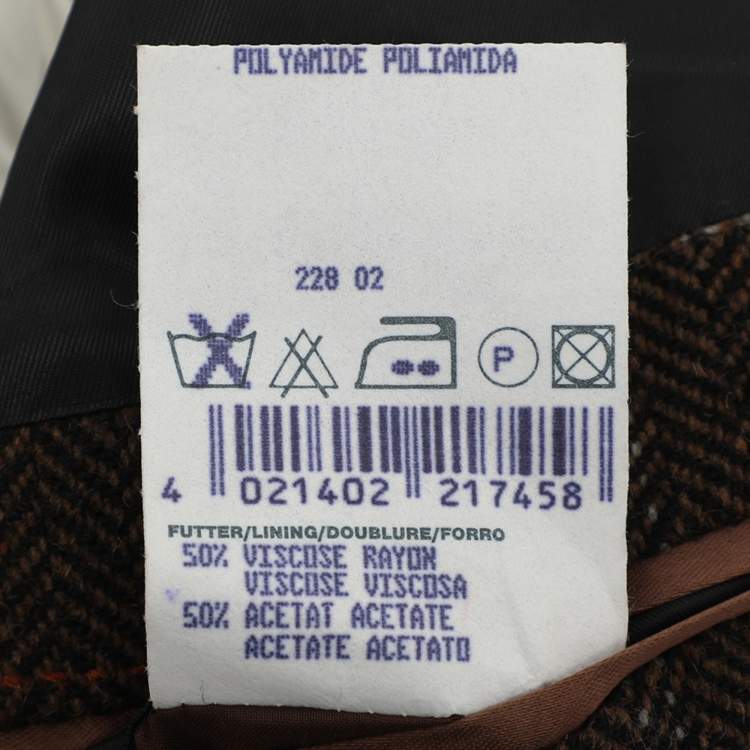 POLYAMIDE POLIAMIDA
228 02
P
4 021402 217458
FUTTER/LINING/DOUBLURE/FORRO
50% VISCOSE RAYON
VISCOSE VISCOSA
50% ACETAT ACETATE
ACETATE ACETATO